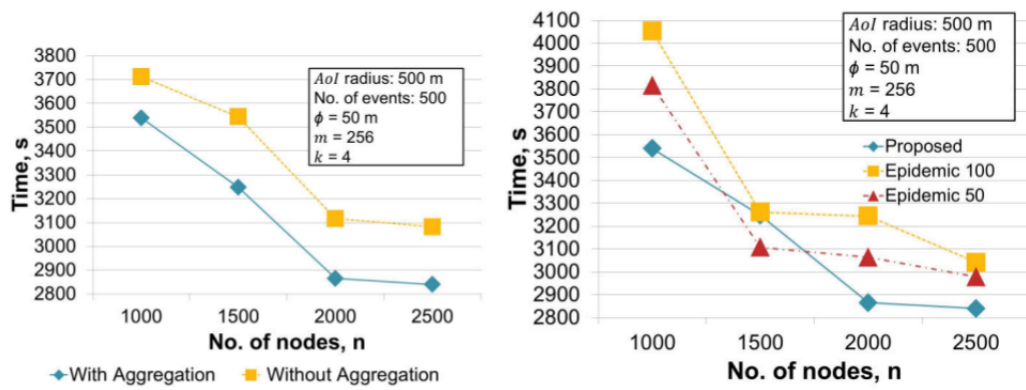 3800
3700
3600
3500
3400
3300
3200
3100
3000
2900
2800
Time, s
AoI radius: 500 m
No. of events: 500
ϕ = 50 m
m = 256
k = 4
1000 1500 2000 2500
No. of nodes, n
With Aggregation Without Aggregation
4100
4000
3900
3800
3700
3600
3500
3400
3300
3200
3100
3000
2900
2800
Time, s
AoI radius: 500 m
No. of events: 500
ϕ = 50 m
m = 256
k = 4
Proposed
Epidemic 100
Epidemic 50
1000 1500 2000 2500
No. of nodes, n